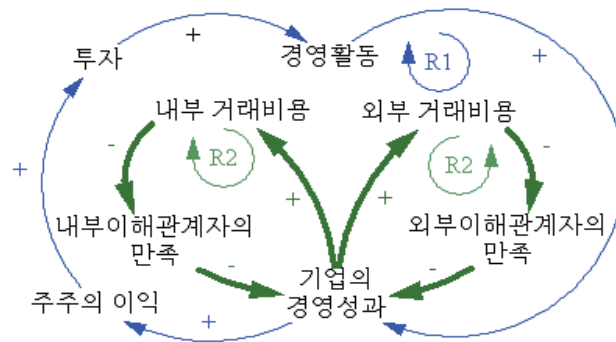 +
투자
경영활동
R1
+
내부 거래비용
외부 거래비용
-
R2
R2
-
+
+
+
내부이해관계자의
만족
외부이해관계자의
만족
-
-
기업의
경영성과
주주의 이익
+